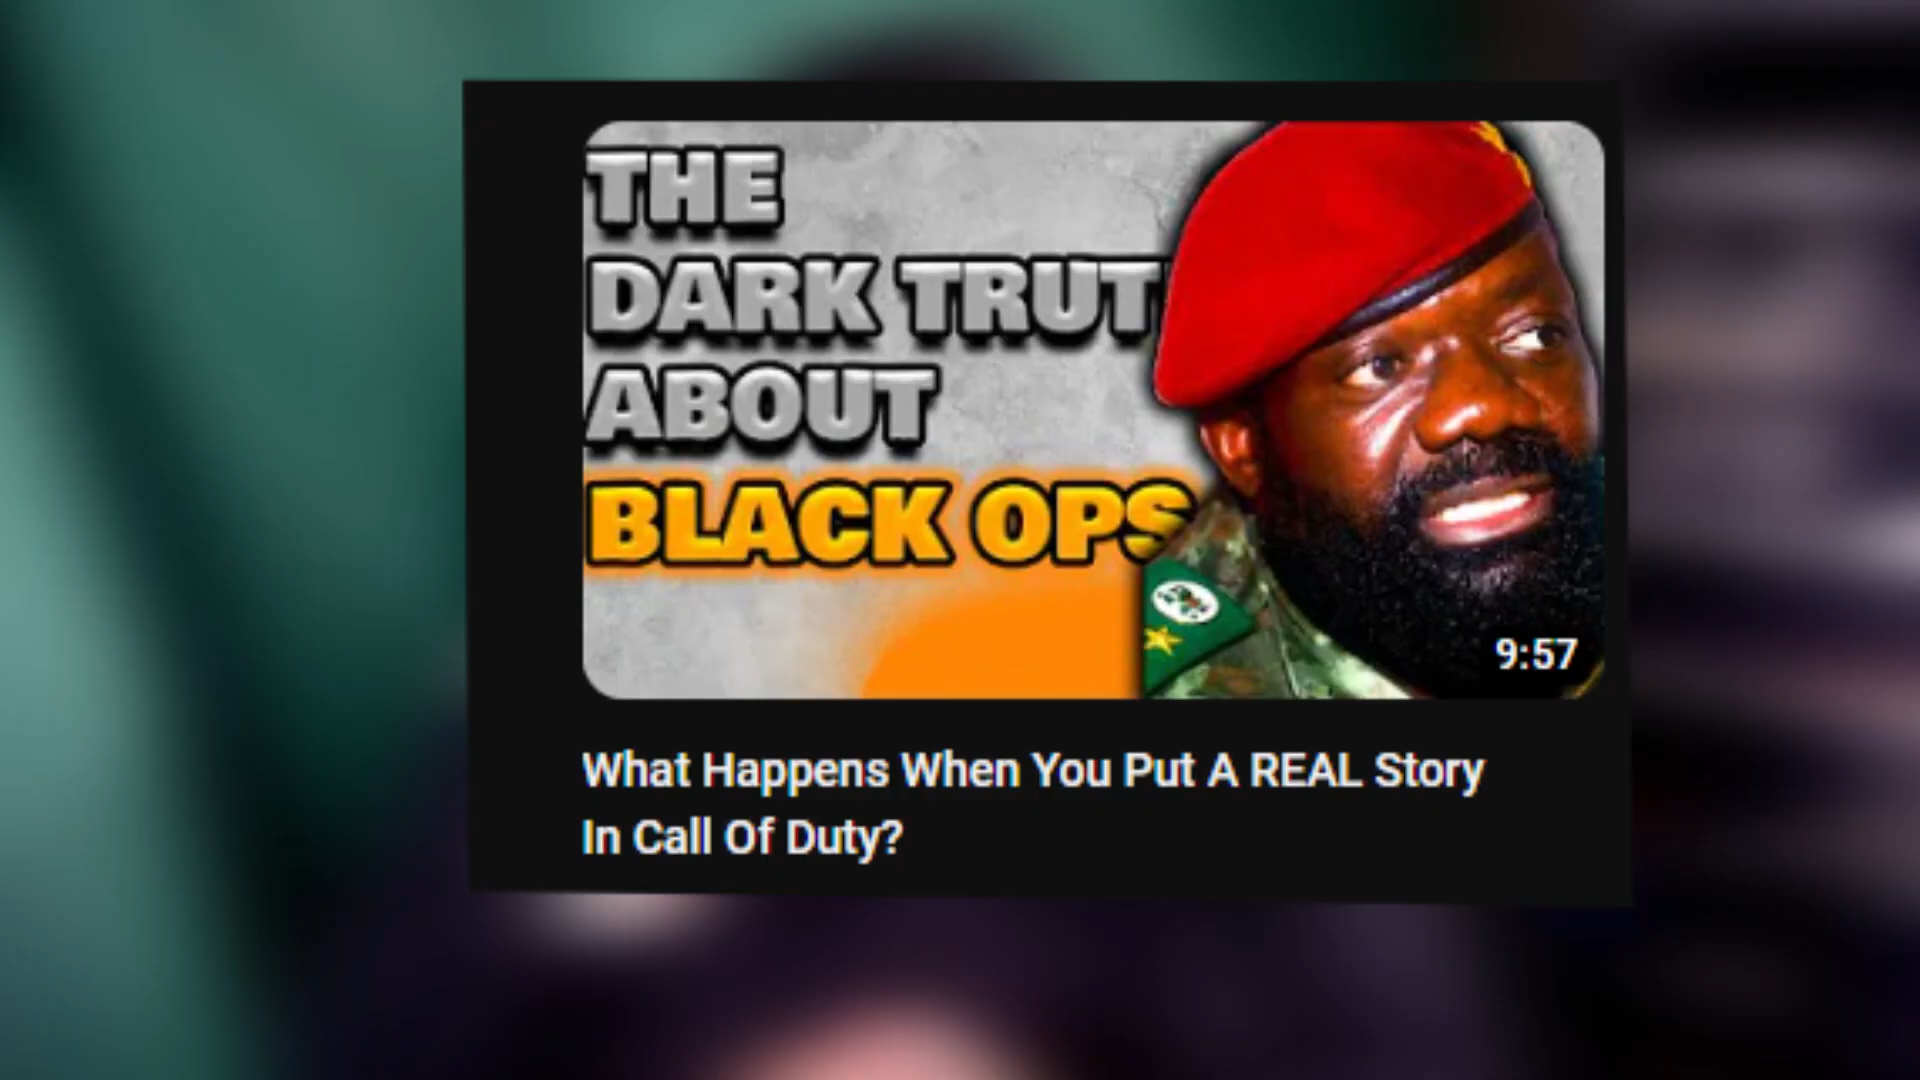 THE
DARK TRUT
ABOUT
BLACK OPS
9:57
What Happens When You Put A REAL Story
In Call Of Duty?